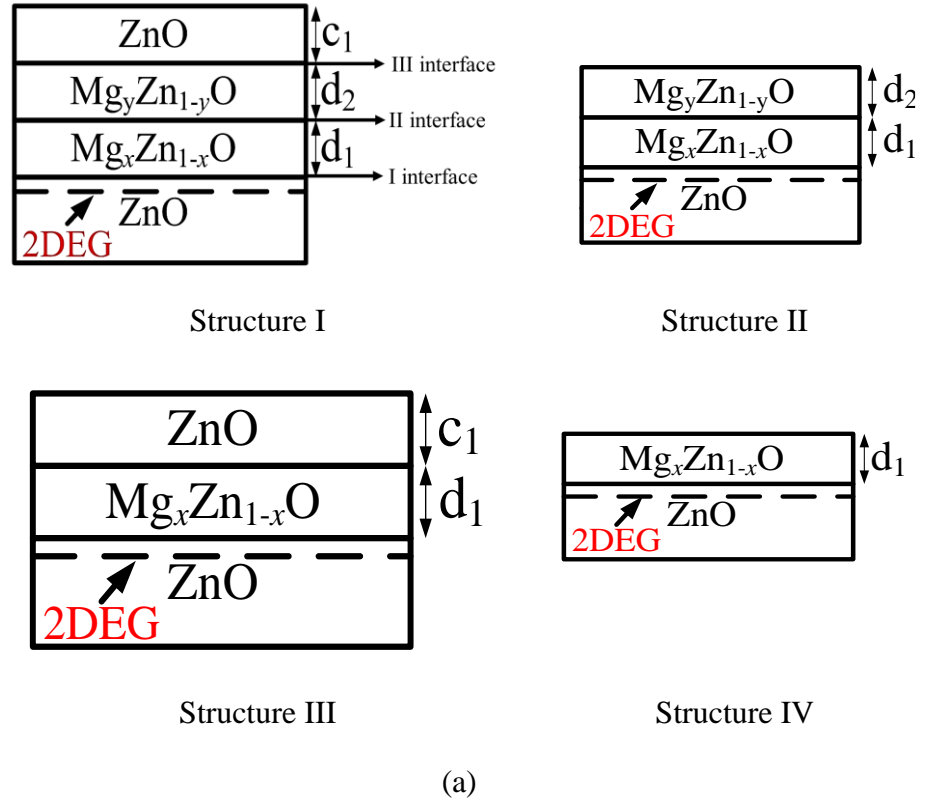 ZnO
c₁
III interface
MgyZn1-yO
d₂
II interface
MgxZn1-xO
d₁
I interface
ZnO
2DEG
Structure I
MgyZn1-yO
d₂
MgxZn1-xO
d₁
ZnO
2DEG
Structure II
ZnO
c₁
MgxZn1-xO
d₁
ZnO
2DEG
Structure III
MgxZn1-xO
d₁
ZnO
2DEG
Structure IV
(a)